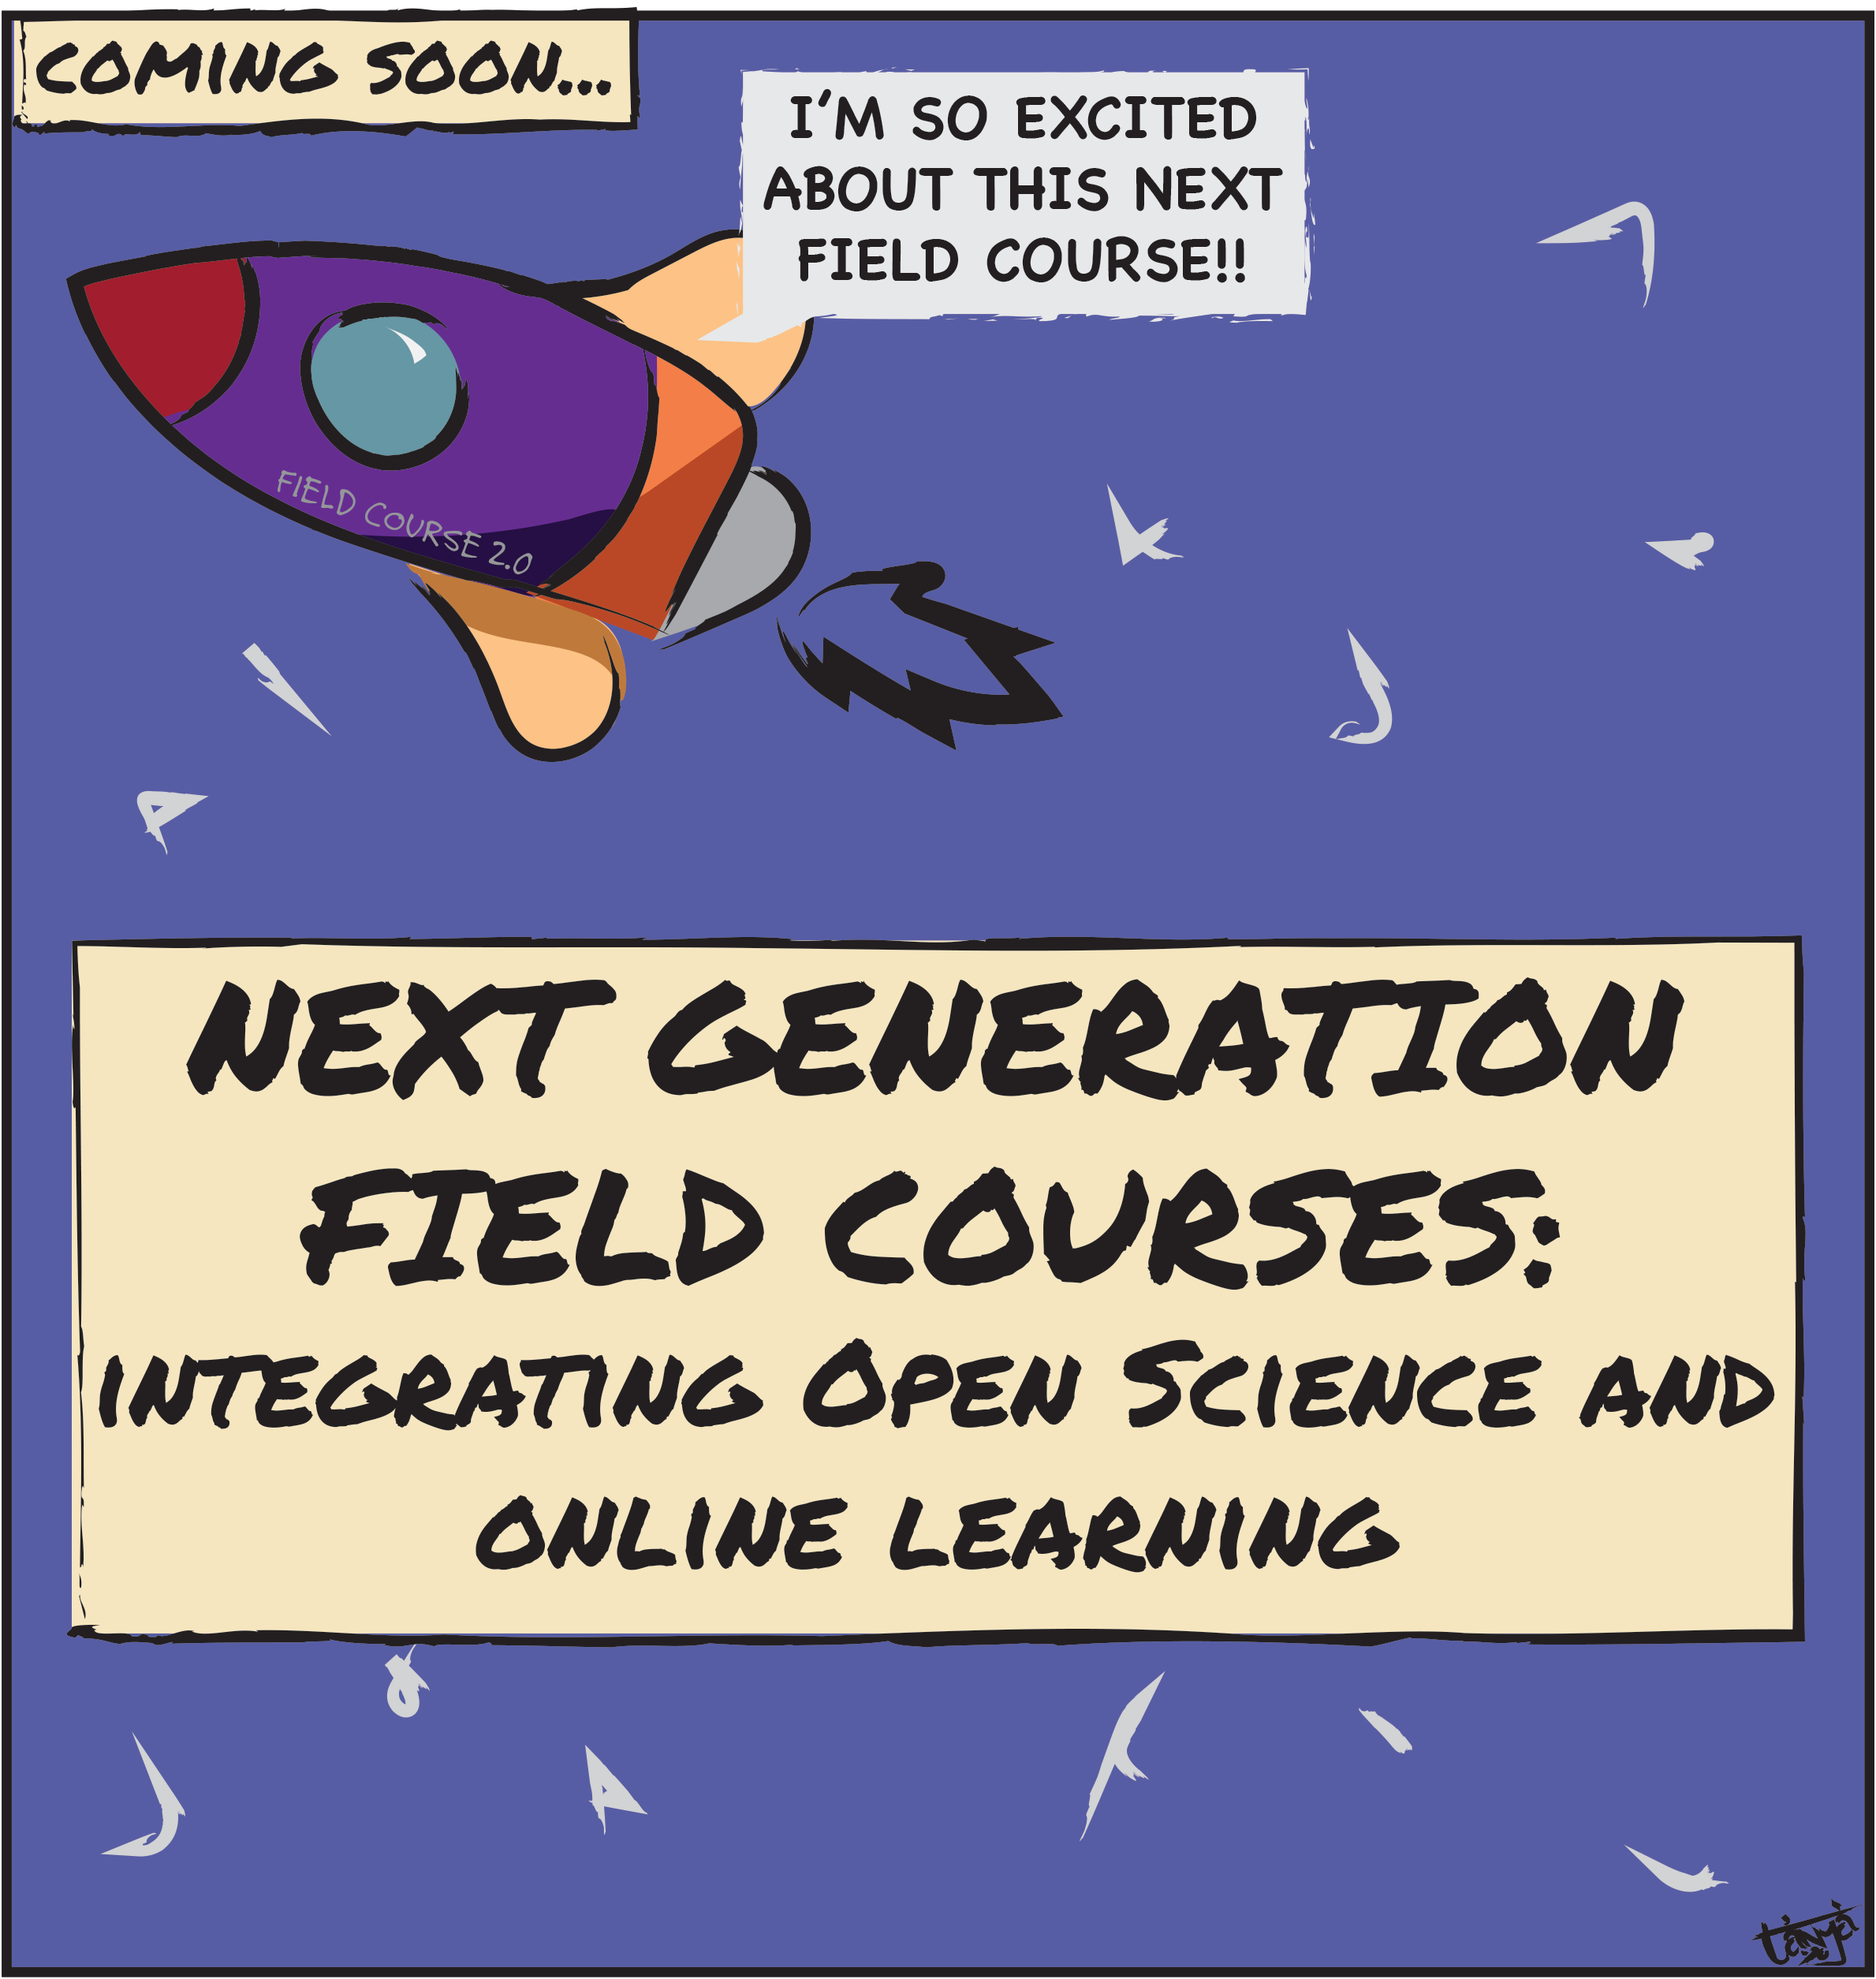 COMING SOON...
I'M SO EXCITED
ABOUT THIS NEXT
FIELD COURSE!!
FIELD COURSE 2.0
NEXT GENERATION
FIELD COURSES:
INTEGRATING OPEN SCIENCE AND
ONLINE LEARNING